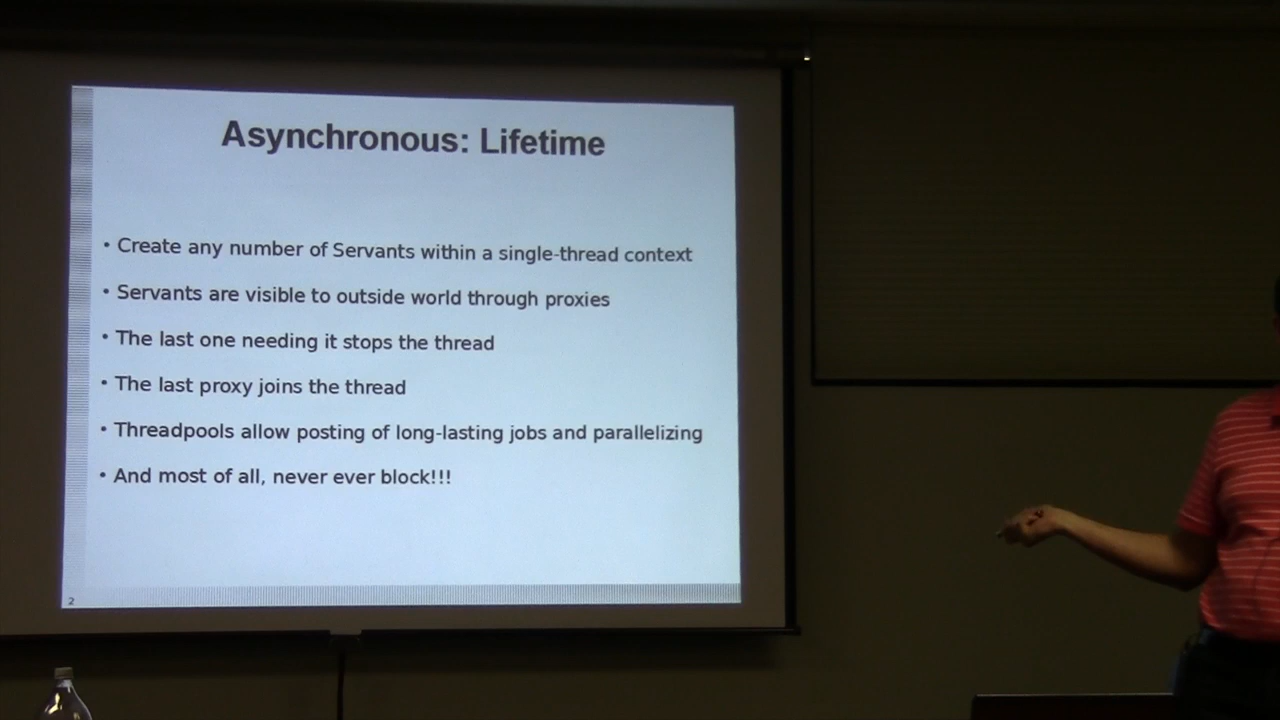 Asynchronous: Lifetime
• Create any number of Servants within a single-thread context
• Servants are visible to outside world through proxies
• The last one needing it stops the thread
• The last proxy joins the thread
• Threadpools allow posting of long-lasting jobs and parallelizing
• And most of all, never ever block!!!
2